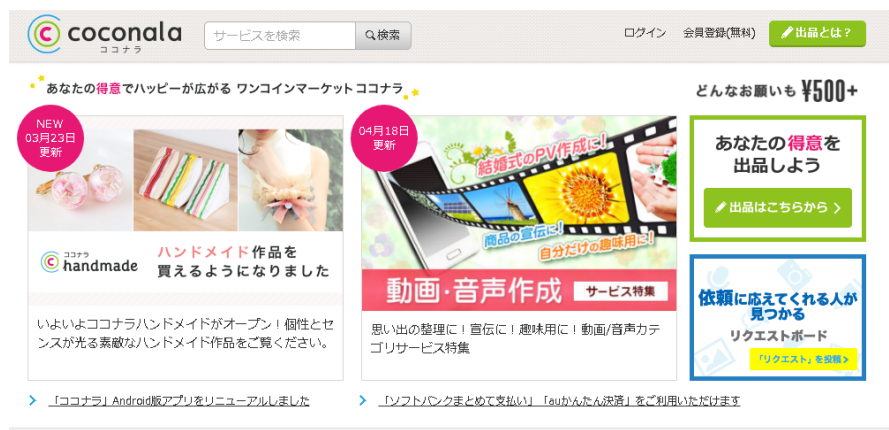 coconala
ココナラ
サービスを検索
検索
ログイン
会員登録(無料)
出品とは？
あなたの得意でハッピーが広がる ワンコインマーケット ココナラ
どんなお願いも ¥500+
NEW
03月23日
更新
ココナラ
handmade
ハンドメイド作品を
買えるようになりました
いよいよココナラハンドメイドがオープン！個性とセ
ンスが光る素敵なハンドメイド作品をご覧ください。
04月18日
更新
結婚式のPV作成に！
商品の宣伝に！
自分だけの趣味用に！
動画・音声作成
サービス特集
思い出の整理に！宣伝に！趣味用に！動画/音声カテ
ゴリサービス特集
あなたの得意を
出品しよう
出品はこちらから
依頼に応えてくれる人が
見つかる
リクエストボード
「リクエスト」を投稿
「ココナラ」Android版アプリをリニューアルしました
「ソフトバンクまとめて支払い」「auかんたん決済」をご利用いただけます